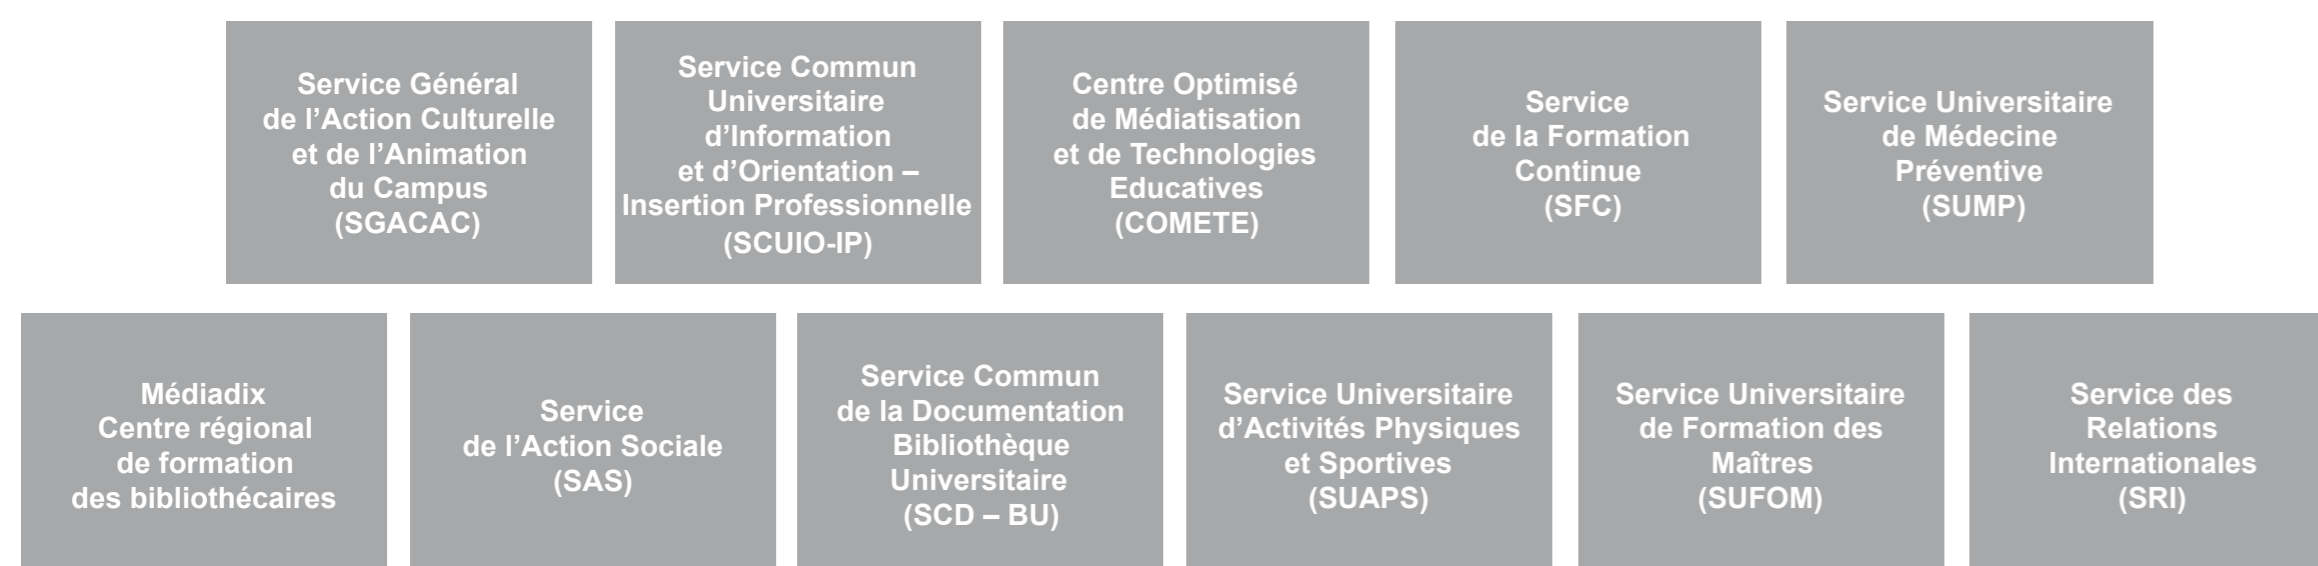 Service Général
de l’Action Culturelle
et de l’Animation
du Campus
(SGACAC)
Service Commun
Universitaire
d’Information
et d’Orientation –
Insertion Professionnelle
(SCUIO-IP)
Centre Optimisé
de Médiatisation
et de Technologies
Educatives
(COMETE)
Service
de la Formation
Continue
(SFC)
Service Universitaire
de Médecine
Préventive
(SUMP)
Médiadix
Centre régional
de formation
des bibliothécaires
Service
de l’Action Sociale
(SAS)
Service Commun
de la Documentation
Bibliothèque
Universitaire
(SCD – BU)
Service Universitaire
d’Activités Physiques
et Sportives
(SUAPS)
Service Universitaire
de Formation des
Maîtres
(SUFOM)
Service des
Relations
Internationales
(SRI)